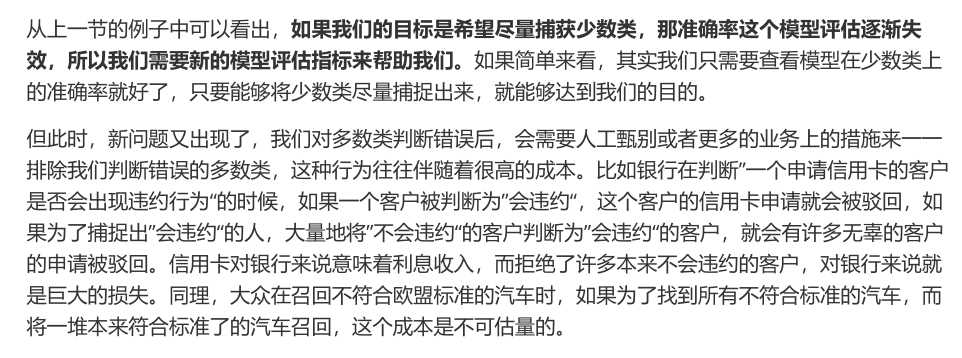 从上一节的例子中可以看出，如果我们的目标是希望尽量捕获少数类，那准确率这个模型评估逐渐失
效，所以我们需要新的模型评估指标来帮助我们。如果简单来看，其实我们只需要查看模型在少数类上
的准确率就好了，只要能够将少数类尽量捕捉出来，就能够达到我们的目的。
但此时，新问题又出现了，我们对多数类判断错误后，会需要人工甄别或者更多的业务上的措施来一一
排除我们判断错误的多数类，这种行为往往伴随着很高的成本。比如银行在判断”一个申请信用卡的客户
是否会出现违约行为“的时候，如果一个客户被判断为”会违约“，这个客户的信用卡申请就会被驳回，如
果为了捕捉出”会违约“的人，大量地将”不会违约“的客户判断为”会违约“的客户，就会有许多无辜的客户
的申请被驳回。信用卡对银行来说意味着利息收入，而拒绝了许多本来不会违约的客户，对银行来说就
是巨大的损失。同理，大众在召回不符合欧盟标准的汽车时，如果为了找到所有不符合标准的汽车，而
将一堆本来符合标准了的汽车召回，这个成本是不可估量的。